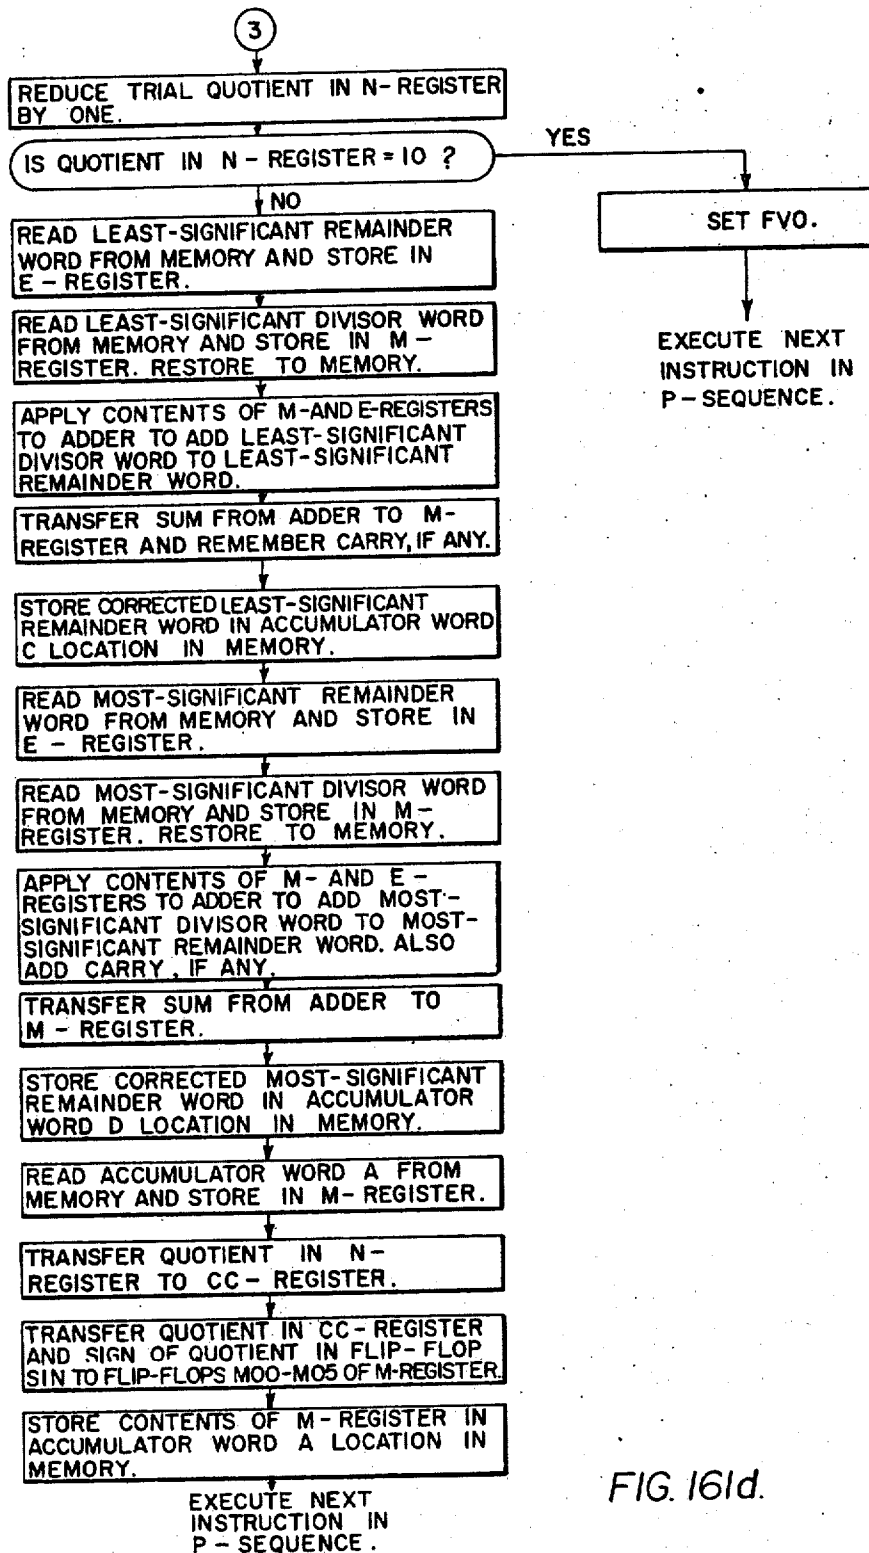 3
REDUCE TRIAL QUOTIENT IN N-REGISTER
BY ONE.
IS QUOTIENT IN N-REGISTER = 10 ?
YES
NO
SET FVO.
EXECUTE NEXT
INSTRUCTION IN
P-SEQUENCE.
READ LEAST-SIGNIFICANT REMAINDER
WORD FROM MEMORY AND STORE IN
E-REGISTER.
READ LEAST-SIGNIFICANT DIVISOR WORD
FROM MEMORY AND STORE IN M-
REGISTER. RESTORE TO MEMORY.
APPLY CONTENTS OF M-AND E-REGISTERS
TO ADDER TO ADD LEAST-SIGNIFICANT
DIVISOR WORD TO LEAST-SIGNIFICANT
REMAINDER WORD.
TRANSFER SUM FROM ADDER TO M-
REGISTER AND REMEMBER CARRY, IF ANY.
STORE CORRECTED LEAST-SIGNIFICANT
REMAINDER WORD IN ACCUMULATOR WORD
C LOCATION IN MEMORY.
READ MOST-SIGNIFICANT REMAINDER
WORD FROM MEMORY AND STORE IN
E-REGISTER.
READ MOST-SIGNIFICANT DIVISOR WORD
FROM MEMORY AND STORE IN M-
REGISTER. RESTORE TO MEMORY.
APPLY CONTENTS OF M- AND E-
REGISTERS TO ADDER TO ADD MOST-
SIGNIFICANT DIVISOR WORD TO MOST-
SIGNIFICANT REMAINDER WORD. ALSO
ADD CARRY, IF ANY.
TRANSFER SUM FROM ADDER TO
M-REGISTER.
STORE CORRECTED MOST-SIGNIFICANT
REMAINDER WORD IN ACCUMULATOR
WORD D LOCATION IN MEMORY.
READ ACCUMULATOR WORD A FROM
MEMORY AND STORE IN M-REGISTER.
TRANSFER QUOTIENT IN N-
REGISTER TO CC-REGISTER.
TRANSFER QUOTIENT IN CC-REGISTER
AND SIGN OF QUOTIENT IN FLIP-FLOP
SIN TO FLIP-FLOPS M00-M05 OF M-REGISTER.
STORE CONTENTS OF M-REGISTER IN
ACCUMULATOR WORD A LOCATION IN
MEMORY.
EXECUTE NEXT
INSTRUCTION IN
P-SEQUENCE.
FIG. 161d.